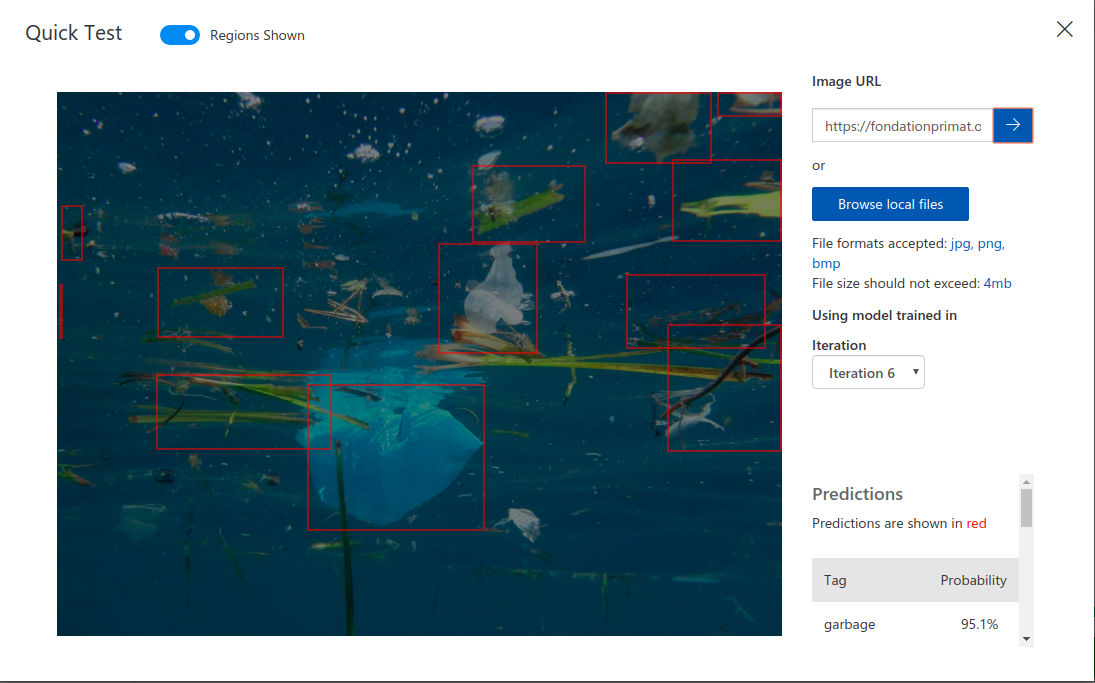 Quick Test
Regions Shown
Image URL
https://fondationprimat.o
or
Browse local files
File formats accepted: jpg, png,
bmp
File size should not exceed: 4mb
Using model trained in
Iteration
Iteration 6
Predictions
Predictions are shown in red
Tag Probability
garbage 95.1%